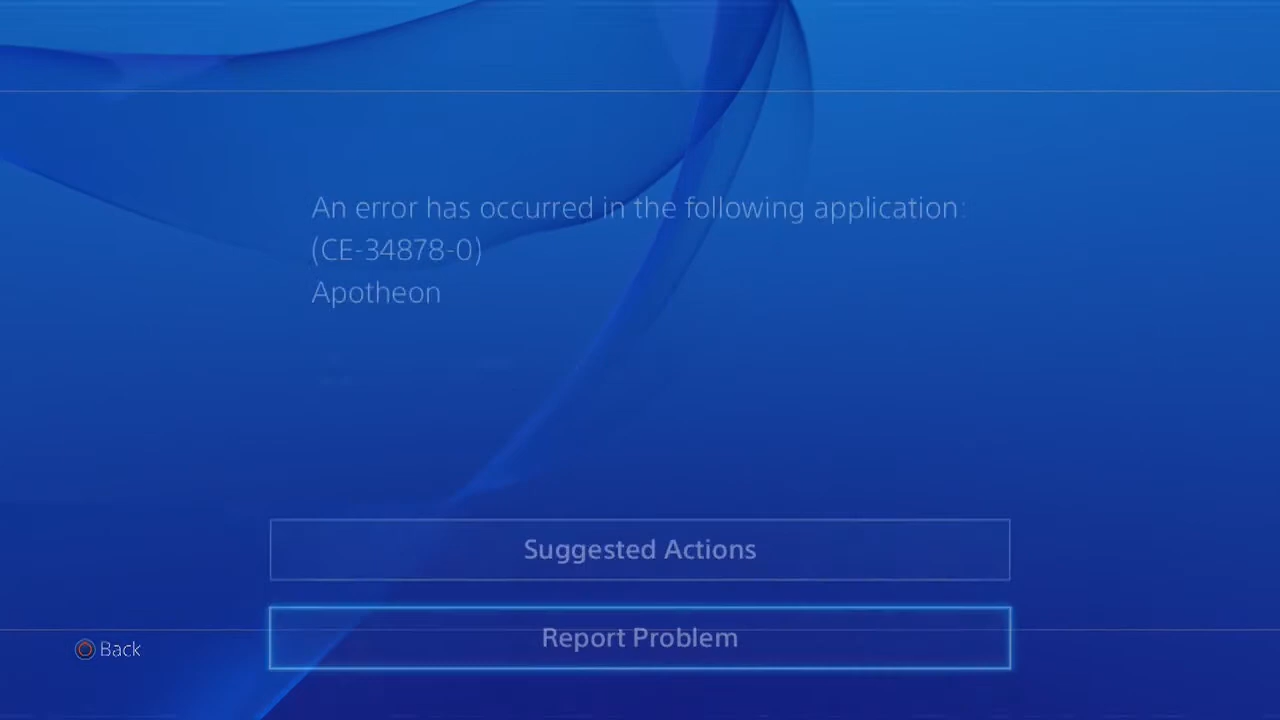 An error has occurred in the following application:
(CE-34878-0)
Apotheon
Suggested Actions
Report Problem
Back